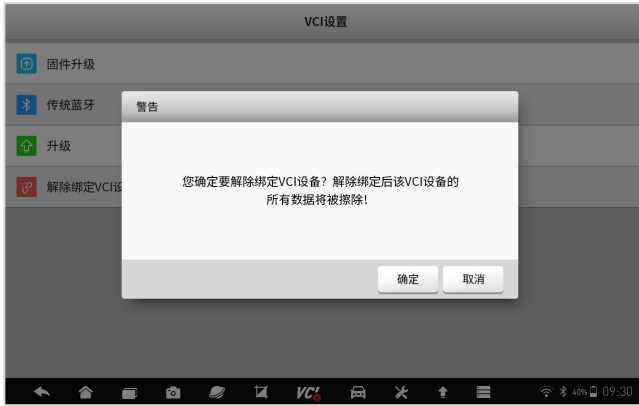 VCI设置
固件升级
传统蓝牙
升级
解除绑定VCI设
警告
您确定要解除绑定VCI设备？解除绑定后该VCI设备的
所有数据将被擦除！
确定
取消
VCI
40%
09:30